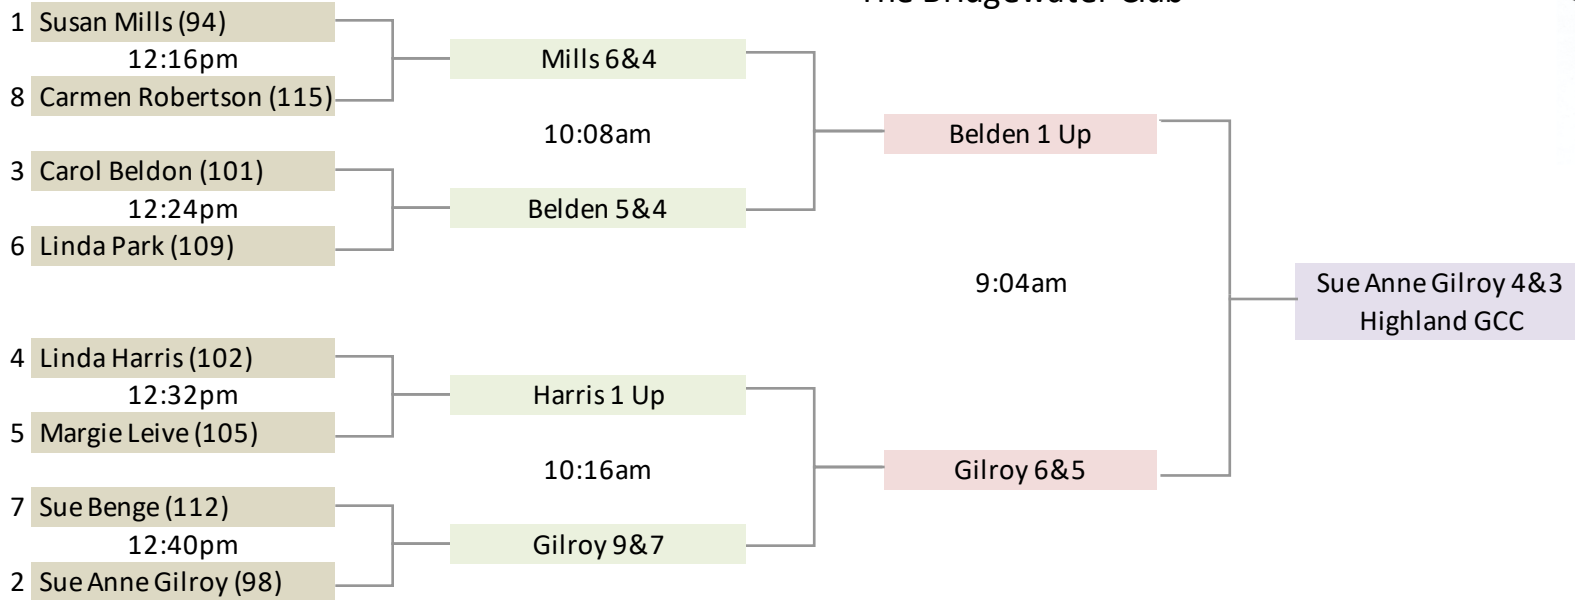 The Bridgewater Club
1 Susan Mills (94)
12:16pm
8 Carmen Robertson (115)
Mills 6&4
10:08am
3 Carol Beldon (101)
12:24pm
6 Linda Park (109)
Belden 5&4
Belden 1 Up
9:04am
Sue Anne Gilroy 4&3
Highland GCC
4 Linda Harris (102)
12:32pm
5 Margie Leive (105)
Harris 1 Up
10:16am
7 Sue Benge (112)
12:40pm
2 Sue Anne Gilroy (98)
Gilroy 9&7
Gilroy 6&5